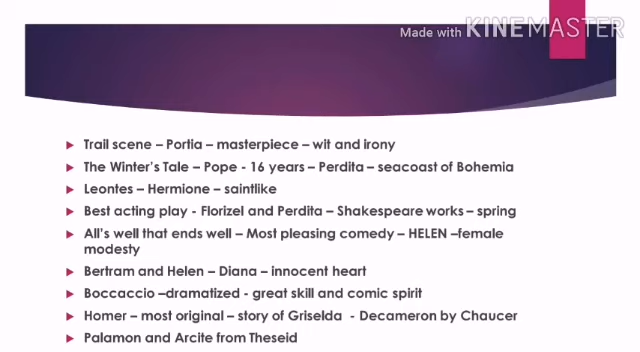 Made with KINEMASTER
Trail scene – Portia – masterpiece – wit and irony
The Winter's Tale – Pope - 16 years – Perdita – seacoast of Bohemia
Leontes – Hermione – saintlike
Best acting play - Florizel and Perdita – Shakespeare works – spring
All's well that ends well – Most pleasing comedy – HELEN –female
modesty
Bertram and Helen – Diana – innocent heart
Boccaccio –dramatized - great skill and comic spirit
Homer – most original – story of Griselda - Decameron by Chaucer
Palamon and Arcite from Theseid